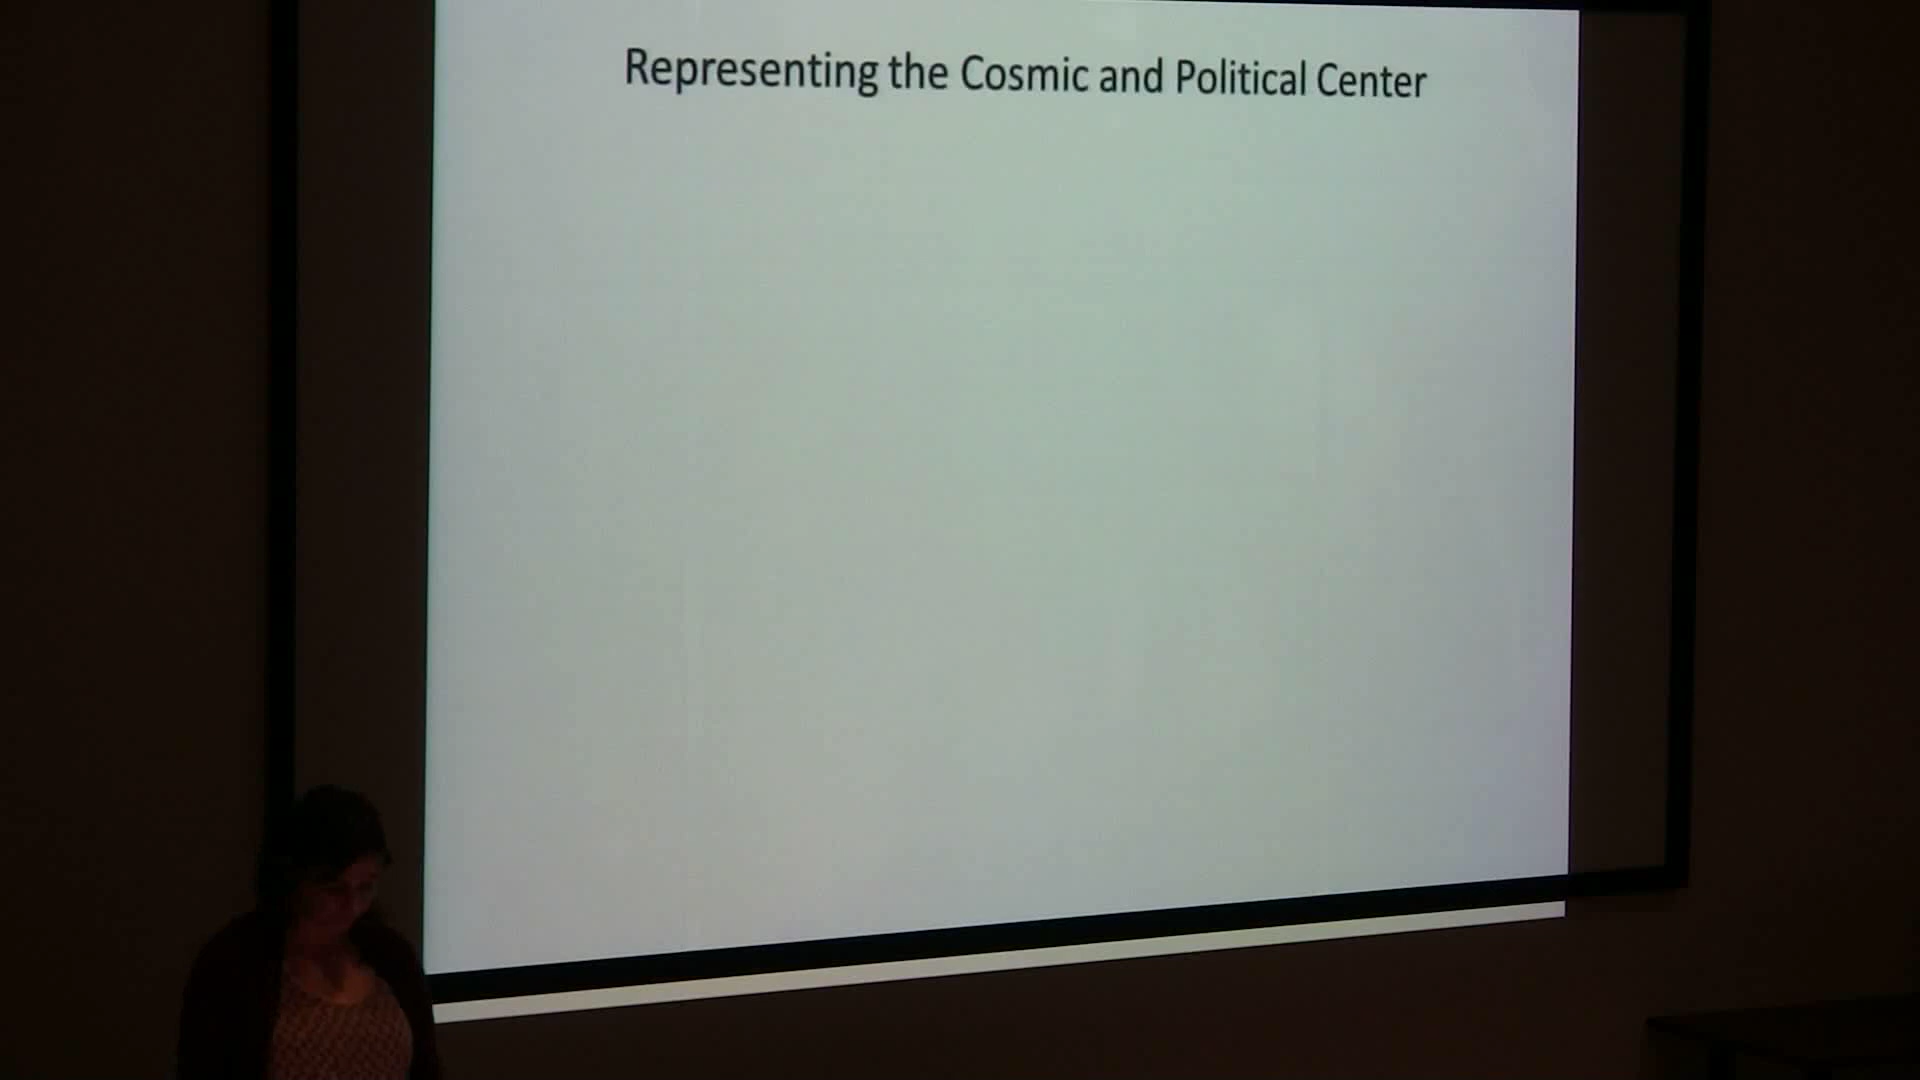 Representing the Cosmic and Political Center